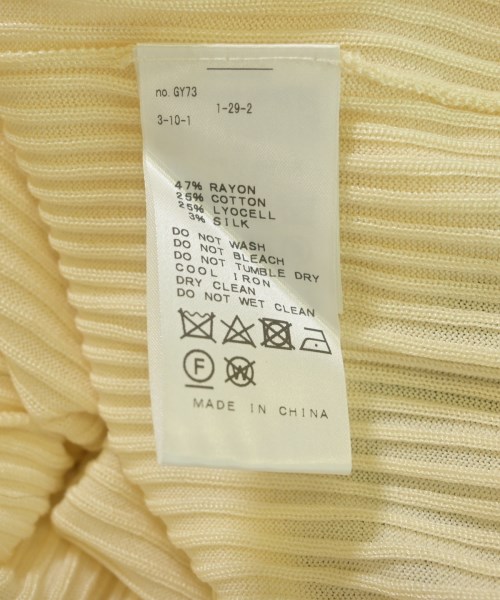 no. GY73
1-29-2
3-10-1
47% RAYON
25% COTTON
25% LYOCELL
3% SILK
DO NOT WASH
DO NOT BLEACH
DO NOT TUMBLE DRY
COOL IRON
DRY CLEAN
DO NOT WET CLEAN
F W
MADE IN CHINA